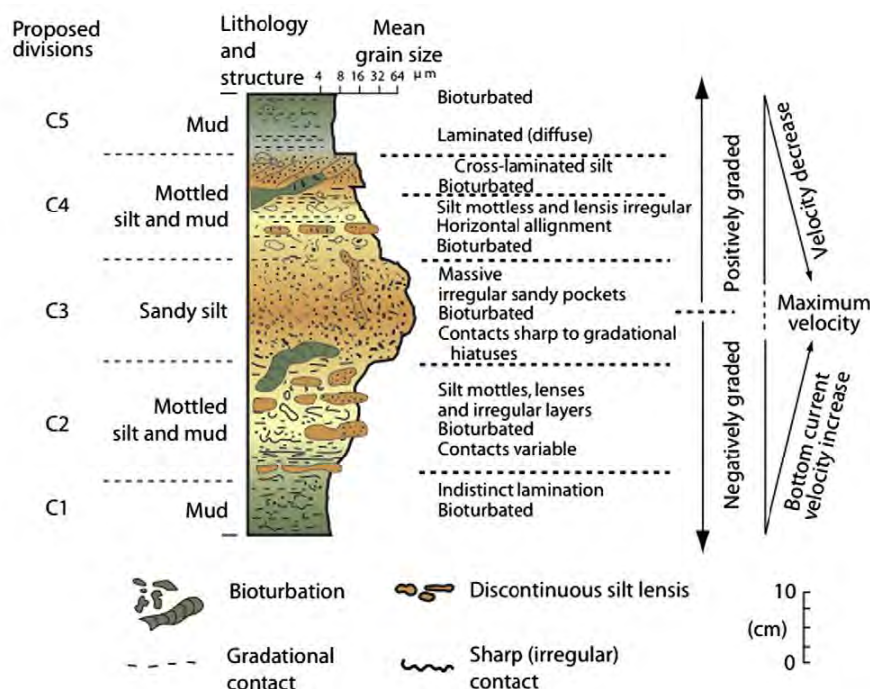 Proposed
divisions
Lithology
and
structure
Mean
grain size
4 8 16 32 64 μm
C5
Mud
Bioturbated
Laminated (diffuse)
C4
Mottled
silt and mud
Cross-laminated silt
Bioturbated
Silt mottless and lensis irregular
Horizontal allignment
Bioturbated
C3
Sandy silt
Massive
irregular sandy pockets
Bioturbated
Contacts sharp to gradational
hiatuses
C2
Mottled
silt and mud
Silt mottles, lenses
and irregular layers
Bioturbated
Contacts variable
C1
Mud
Indistinct lamination
Bioturbated
Positively graded
Negatively graded
Velocity decrease
Maximum
velocity
Bottom current
velocity increase
Bioturbation
Discontinuous silt lensis
Gradational
contact
Sharp (irregular)
contact
10
(cm)
0